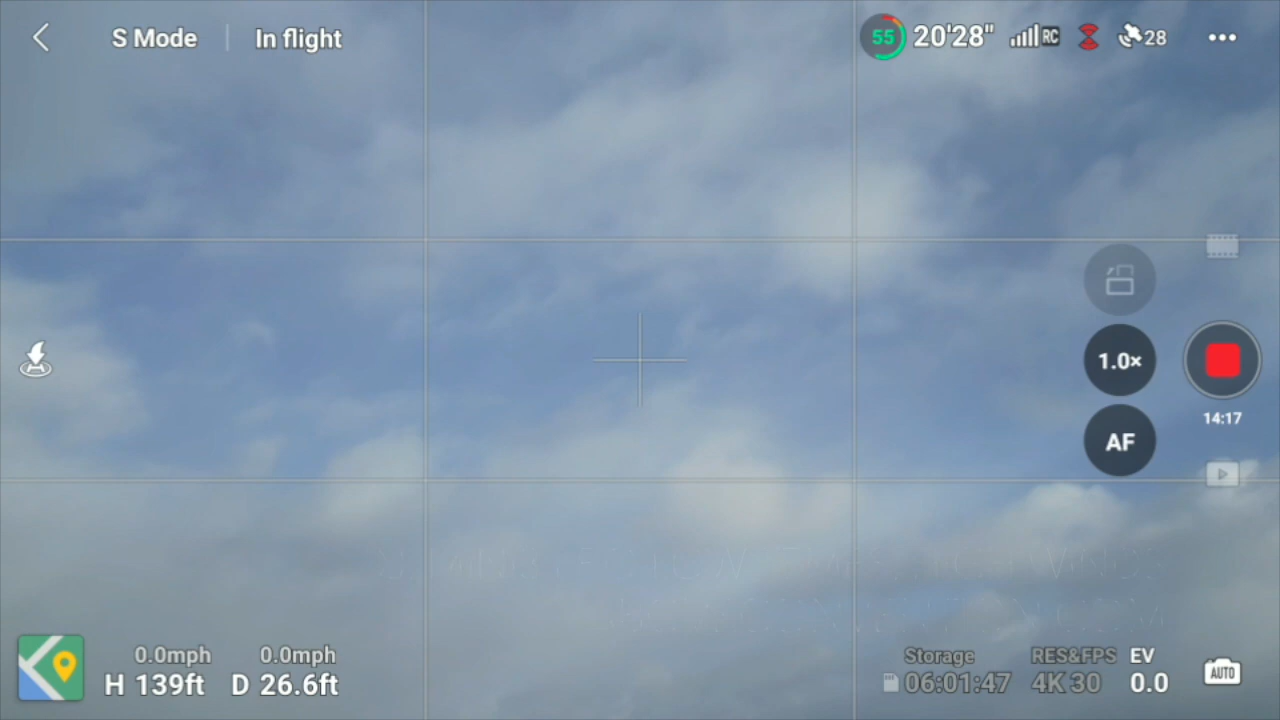 S Mode | In flight
55 20'28" RC 28
1.0×
AF
14:17
0.0mph 0.0mph
H 139ft D 26.6ft
Storage RES&FPS EV
06:01:47 4K 30 0.0
AUTO